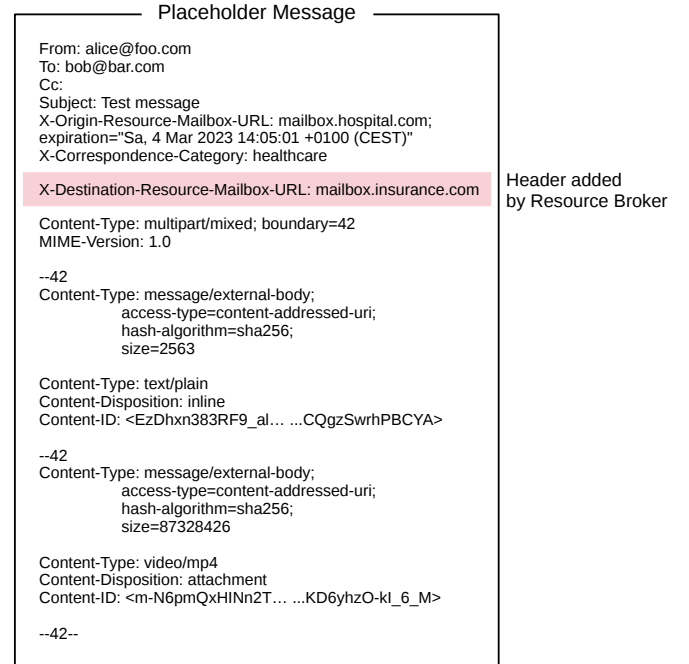 Placeholder Message
From: alice@foo.com
To: bob@bar.com
Cc:
Subject: Test message
X-Origin-Resource-Mailbox-URL: mailbox.hospital.com;
expiration="Sa, 4 Mar 2023 14:05:01 +0100 (CEST)"
X-Correspondence-Category: healthcare
X-Destination-Resource-Mailbox-URL: mailbox.insurance.com
Header added
by Resource Broker
Content-Type: multipart/mixed; boundary=42
MIME-Version: 1.0
--42
Content-Type: message/external-body;
access-type=content-addressed-uri;
hash-algorithm=sha256;
size=2563
Content-Type: text/plain
Content-Disposition: inline
Content-ID: <EzDhxn383RF9_al… ...CQgzSwrhPBCYA>
--42
Content-Type: message/external-body;
access-type=content-addressed-uri;
hash-algorithm=sha256;
size=87328426
Content-Type: video/mp4
Content-Disposition: attachment
Content-ID: <m-N6pmQxHINn2T… ...KD6yhzO-kI_6_M>
--42--